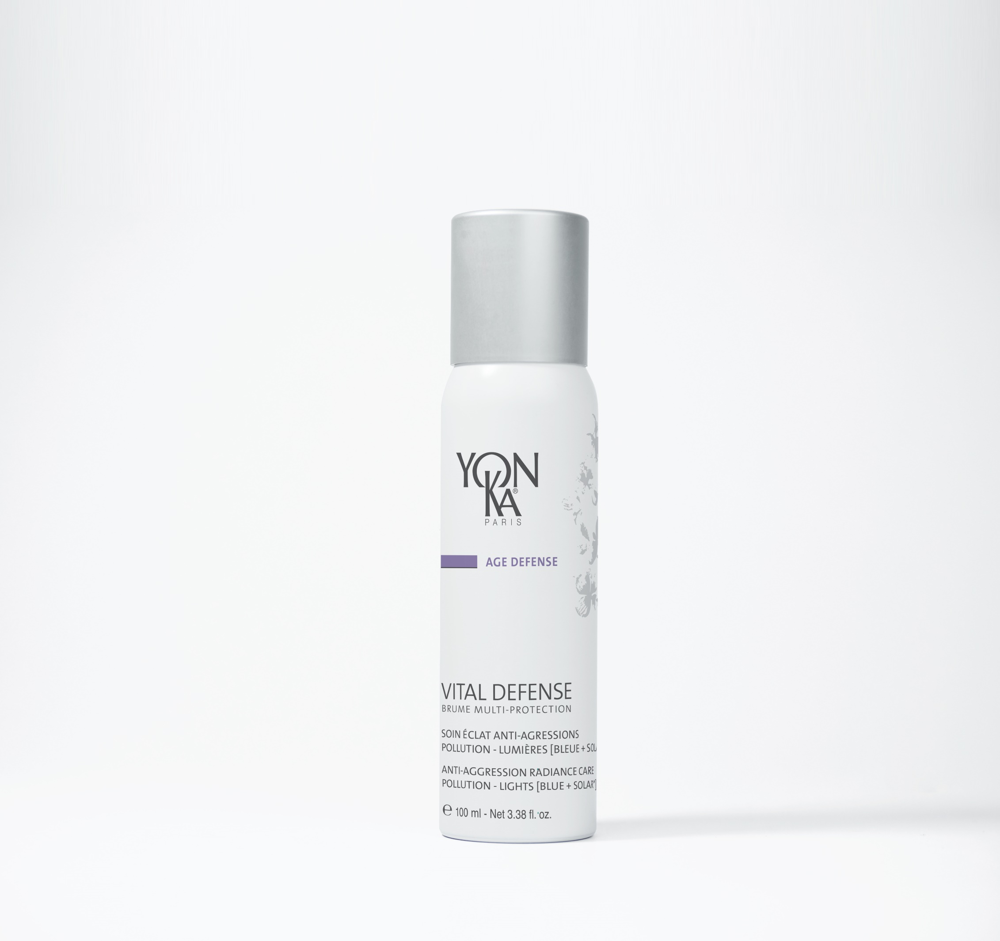 YON
KA®
PARIS
AGE DEFENSE
VITAL DEFENSE
BRUME MULTI-PROTECTION
SOIN ÉCLAT ANTI-AGRESSIONS
POLLUTION - LUMIÈRES [BLEUE + SOLA
ANTI-AGGRESSION RADIANCE CARE
POLLUTION - LIGHTS [BLUE + SOLAR*]
℮ 100 ml - Net 3.38 fl. oz.